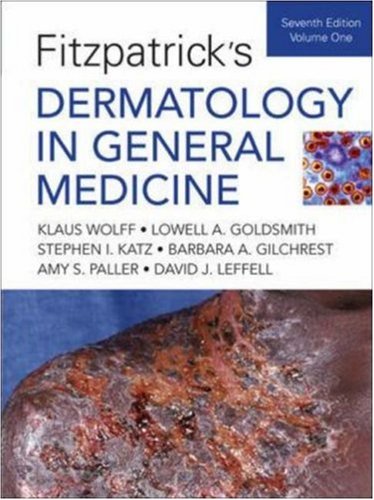 Seventh Edition
Volume One
Fitzpatrick's
DERMATOLOGY
IN GENERAL
MEDICINE
KLAUS WOLFF • LOWELL A. GOLDSMITH
STEPHEN I. KATZ • BARBARA A. GILCHREST
AMY S. PALLER • DAVID J. LEFFELL